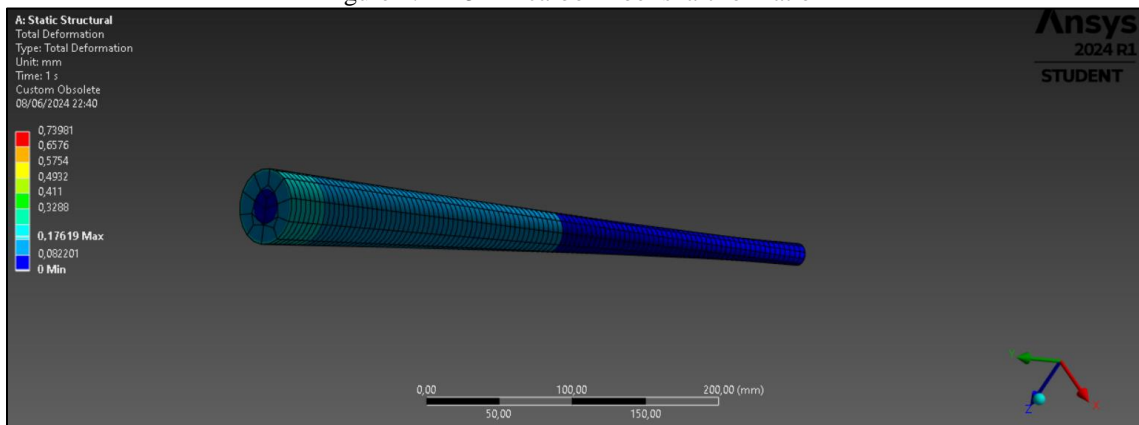 A: Static Structural
Total Deformation
Type: Total Deformation
Unit: mm
Time: 1 s
Custom Obsolete
08/06/2024 22:40
0,73981
0,6576
0,5754
0,4932
0,411
0,3288
0,17619 Max
0,082201
0 Min
Ansys
2024 R1
STUDENT
0,00 100,00 200,00 (mm)
50,00 150,00
Y
Z
X